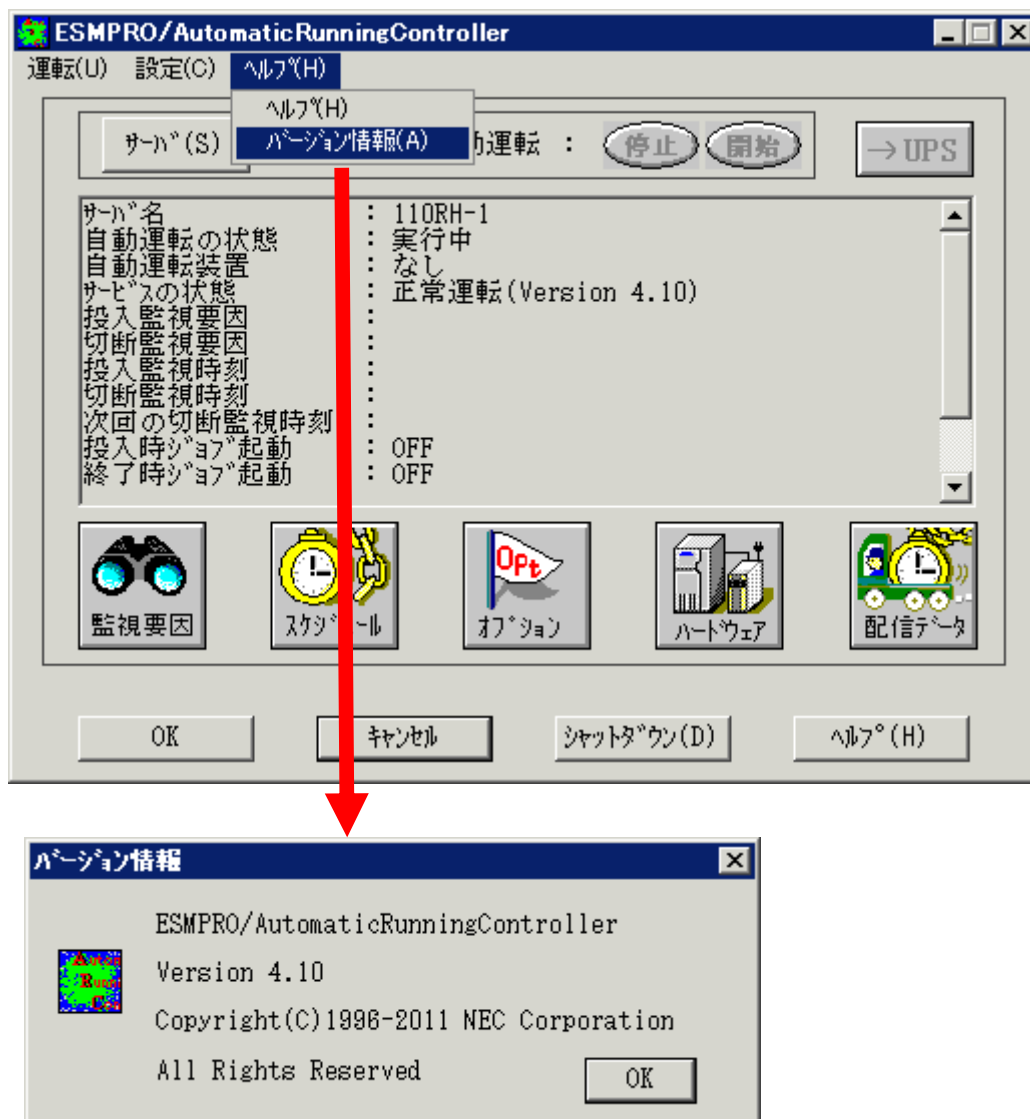 ESMPRO/AutomaticRunningController
運転(U) 設定(C) ﾍﾙﾌﾟ(H)
ﾍﾙﾌﾟ(H)
ﾊﾞｰｼﾞｮﾝ情報(A)
ｻｰﾊﾞ(S) 動運転 : 停止 開始 →UPS
ｻｰﾊﾞ名 : 110RH-1
自動運転の状態 : 実行中
自動運転装置 : なし
ｻｰﾋﾞｽの状態 : 正常運転(Version 4.10)
投入監視要因 :
切断監視要因 :
投入監視時刻 :
切断監視時刻 :
次回の切断監視時刻 :
投入時ｼﾞｮﾌﾞ起動 : OFF
終了時ｼﾞｮﾌﾞ起動 : OFF
Opt
監視要因 ｽｹｼﾞｭｰﾙ ｵﾌﾟｼｮﾝ ﾊｰﾄﾞｳｪｱ 配信ﾃﾞｰﾀ
OK ｷｬﾝｾﾙ ｼｬｯﾄﾀﾞｳﾝ(D) ﾍﾙﾌﾟ(H)
ﾊﾞｰｼﾞｮﾝ情報
ESMPRO/AutomaticRunningController
Version 4.10
Copyright(C)1996-2011 NEC Corporation
All Rights Reserved
OK